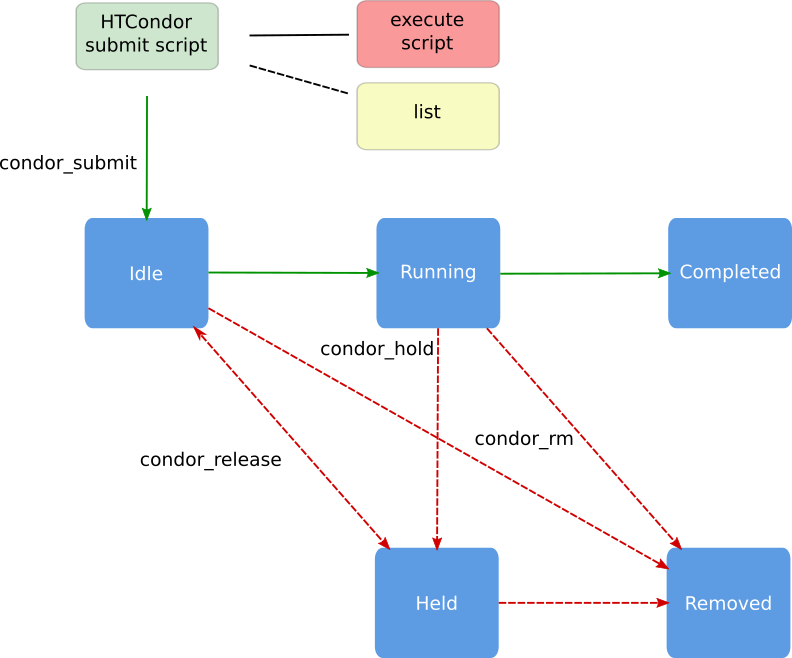 HTCondor
submit script
execute
script
list
condor_submit
Idle
Running
Completed
condor_hold
condor_rm
condor_release
Held
Removed